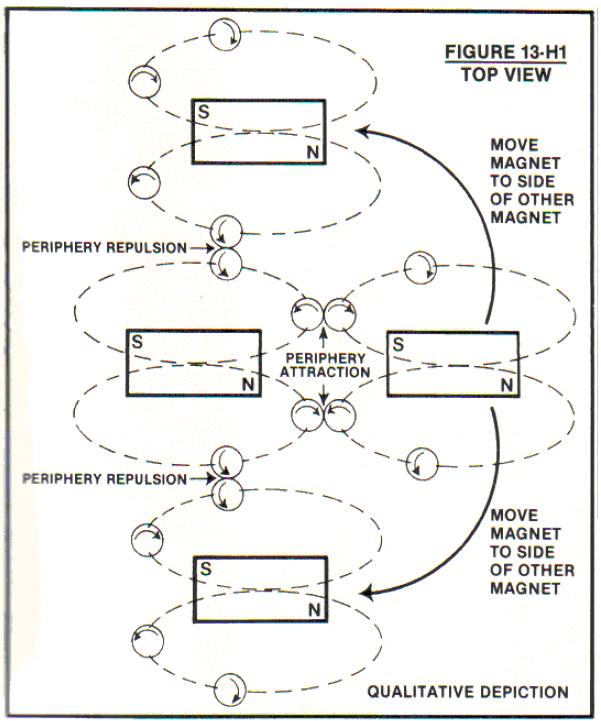 FIGURE 13-H1
TOP VIEW
S
N
MOVE
MAGNET
TO SIDE
OF OTHER
MAGNET
PERIPHERY REPULSION
S
N
PERIPHERY
ATTRACTION
S
N
PERIPHERY REPULSION
MOVE
MAGNET
TO SIDE
OF OTHER
MAGNET
S
N
QUALITATIVE DEPICTION